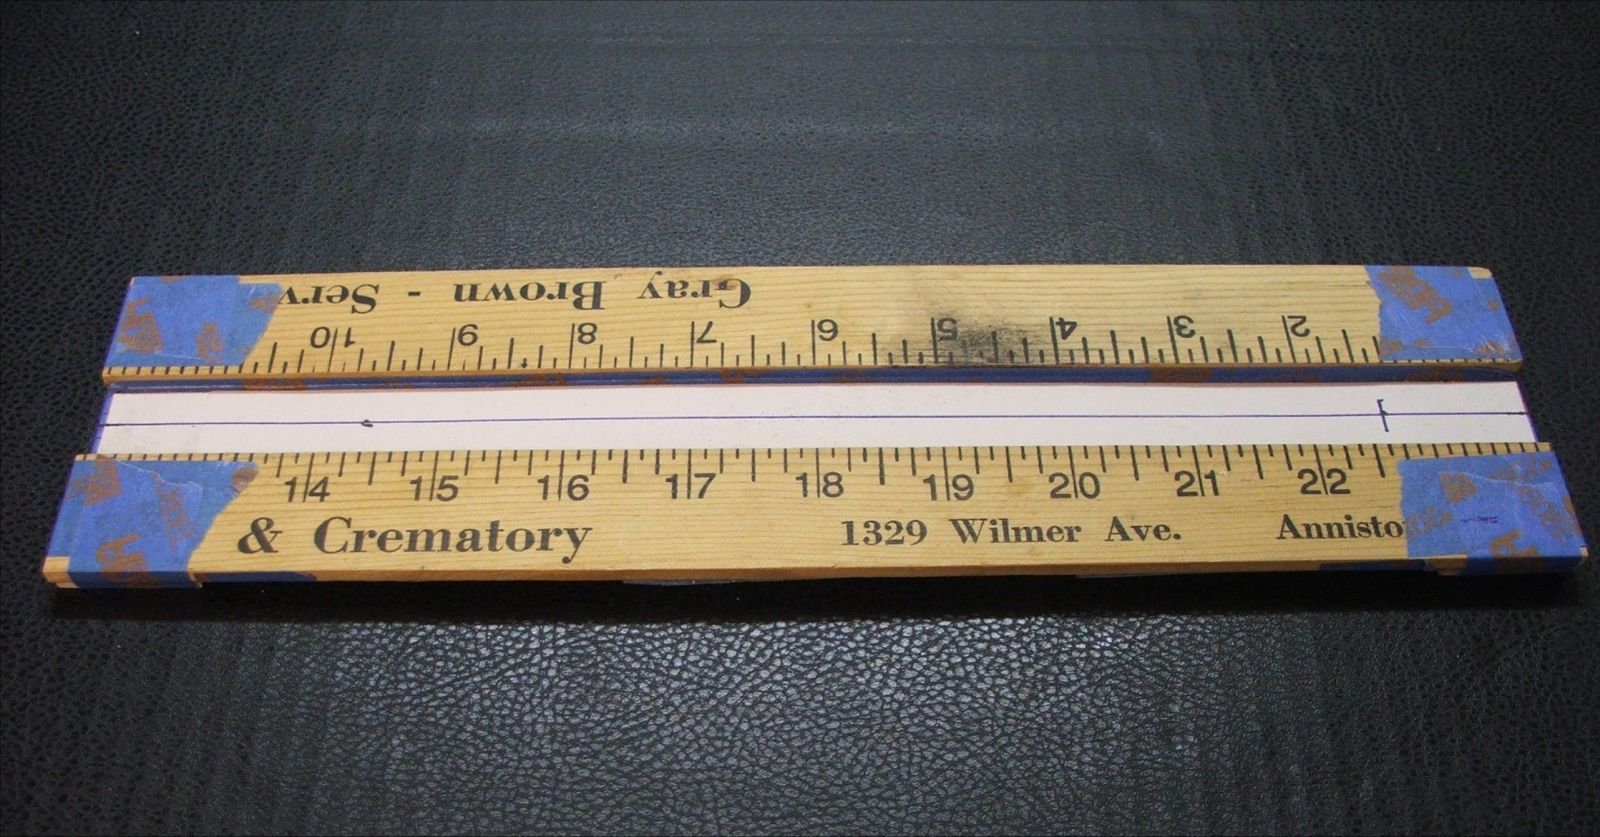 Gray Brown - Serv
10 9 8 7 6 5 4 3 2
14 15 16 17 18 19 20 21 22
& Crematory 1329 Wilmer Ave. Annisto